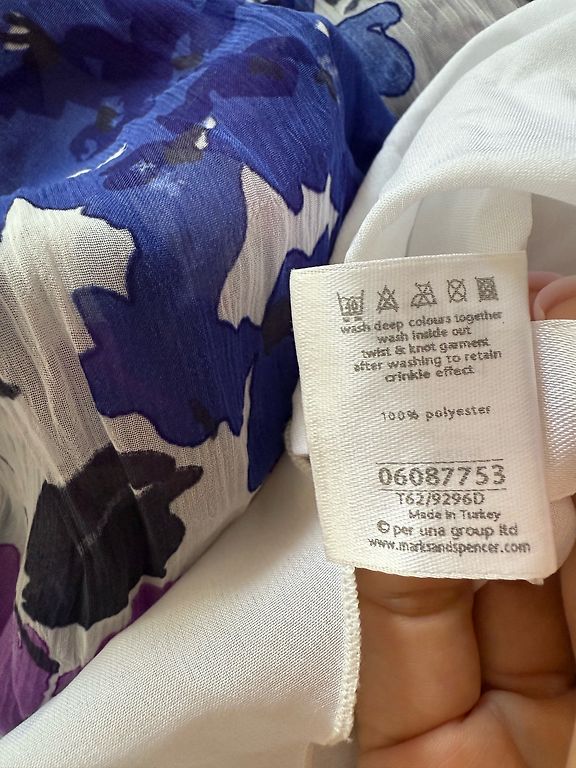 wash deep colours together
wash inside out
twist & knot garment
after washing to retain
crinkle effect
100% polyester
06087753
T62/9296D
Made in Turkey
© per una group ltd
www.marksandspencer.com